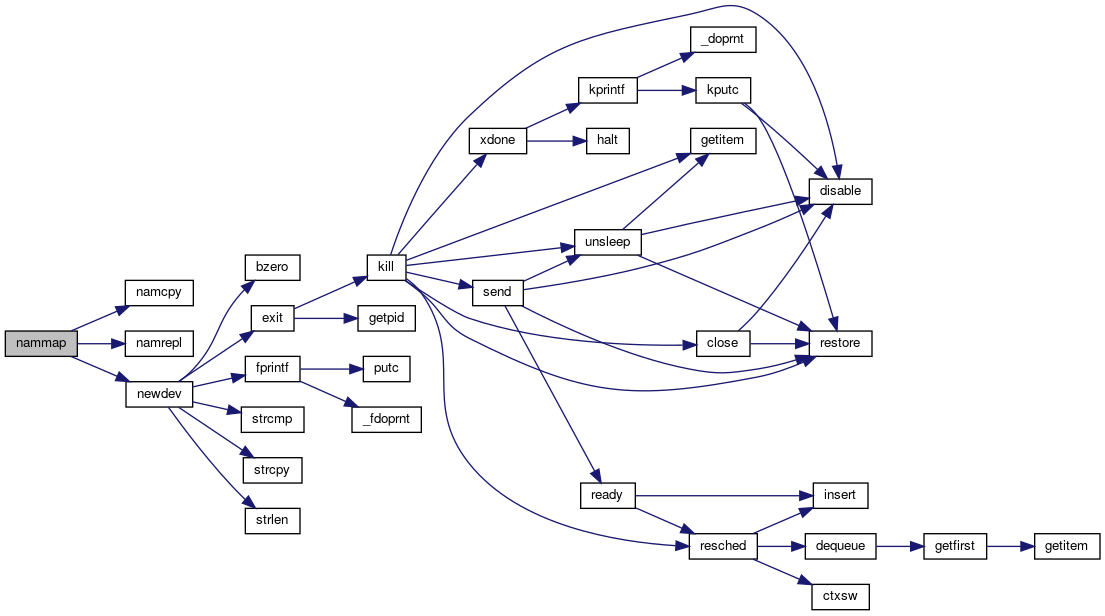 _doprnt
kprintf
kputc
xdone
halt
getitem
disable
unsleep
kill
bzero
namcpy
send
exit
getpid
nammap
namrepl
close
restore
fprintf
putc
newdev
strcmp
_fdoprnt
strcpy
ready
insert
strlen
resched
dequeue
getfirst
getitem
ctxsw